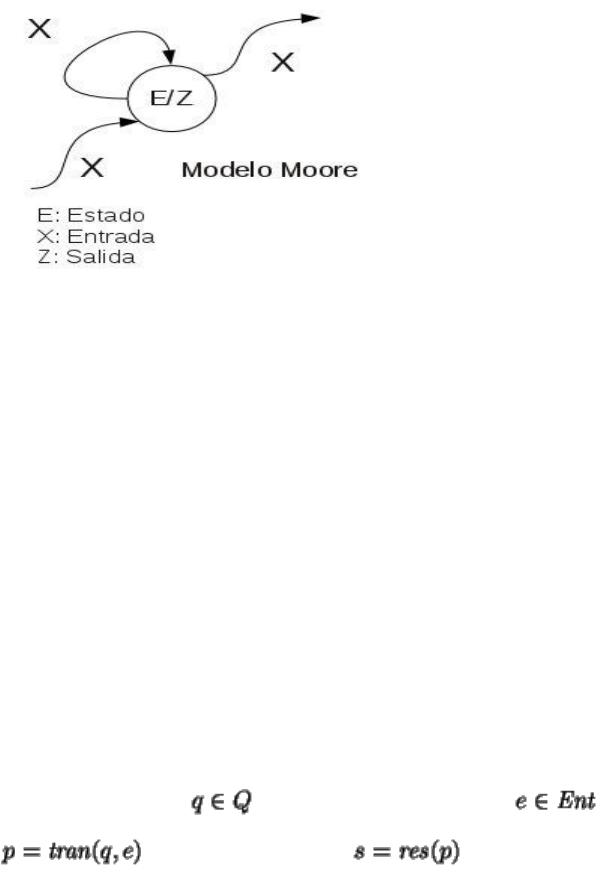 X
X
E/Z
X
Modelo Moore
E: Estado
X: Entrada
Z: Salida
q ∈ Q e ∈ Ent
p = tran(q, e) s = res(p)